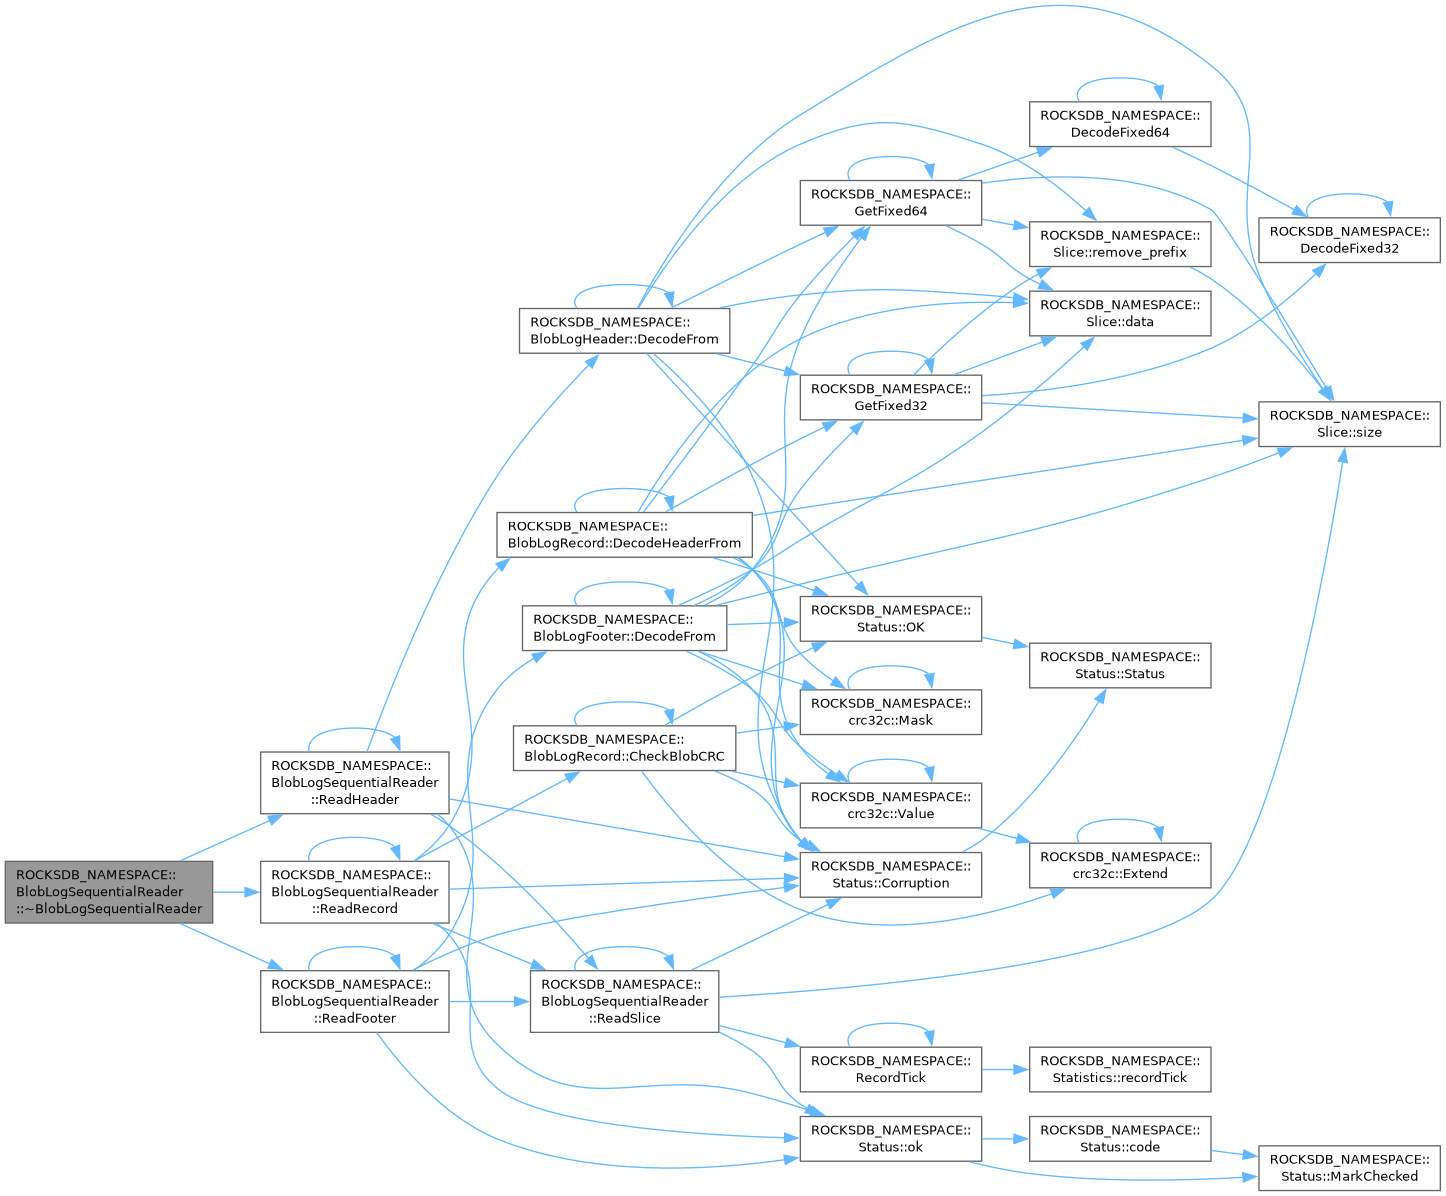 ROCKSDB_NAMESPACE::
BlobLogSequentialReader
::~BlobLogSequentialReader
ROCKSDB_NAMESPACE::
BlobLogSequentialReader
::ReadHeader
ROCKSDB_NAMESPACE::
BlobLogSequentialReader
::ReadRecord
ROCKSDB_NAMESPACE::
BlobLogSequentialReader
::ReadFooter
ROCKSDB_NAMESPACE::
BlobLogHeader::DecodeFrom
ROCKSDB_NAMESPACE::
BlobLogRecord::DecodeHeaderFrom
ROCKSDB_NAMESPACE::
BlobLogFooter::DecodeFrom
ROCKSDB_NAMESPACE::
BlobLogRecord::CheckBlobCRC
ROCKSDB_NAMESPACE::
BlobLogSequentialReader
::ReadSlice
ROCKSDB_NAMESPACE::
GetFixed64
ROCKSDB_NAMESPACE::
GetFixed32
ROCKSDB_NAMESPACE::
Status::OK
ROCKSDB_NAMESPACE::
crc32c::Mask
ROCKSDB_NAMESPACE::
crc32c::Value
ROCKSDB_NAMESPACE::
Status::Corruption
ROCKSDB_NAMESPACE::
RecordTick
ROCKSDB_NAMESPACE::
Status::ok
ROCKSDB_NAMESPACE::
DecodeFixed64
ROCKSDB_NAMESPACE::
Slice::remove_prefix
ROCKSDB_NAMESPACE::
Slice::data
ROCKSDB_NAMESPACE::
Status::Status
ROCKSDB_NAMESPACE::
crc32c::Extend
ROCKSDB_NAMESPACE::
Statistics::recordTick
ROCKSDB_NAMESPACE::
Status::code
ROCKSDB_NAMESPACE::
DecodeFixed32
ROCKSDB_NAMESPACE::
Slice::size
ROCKSDB_NAMESPACE::
Status::MarkChecked